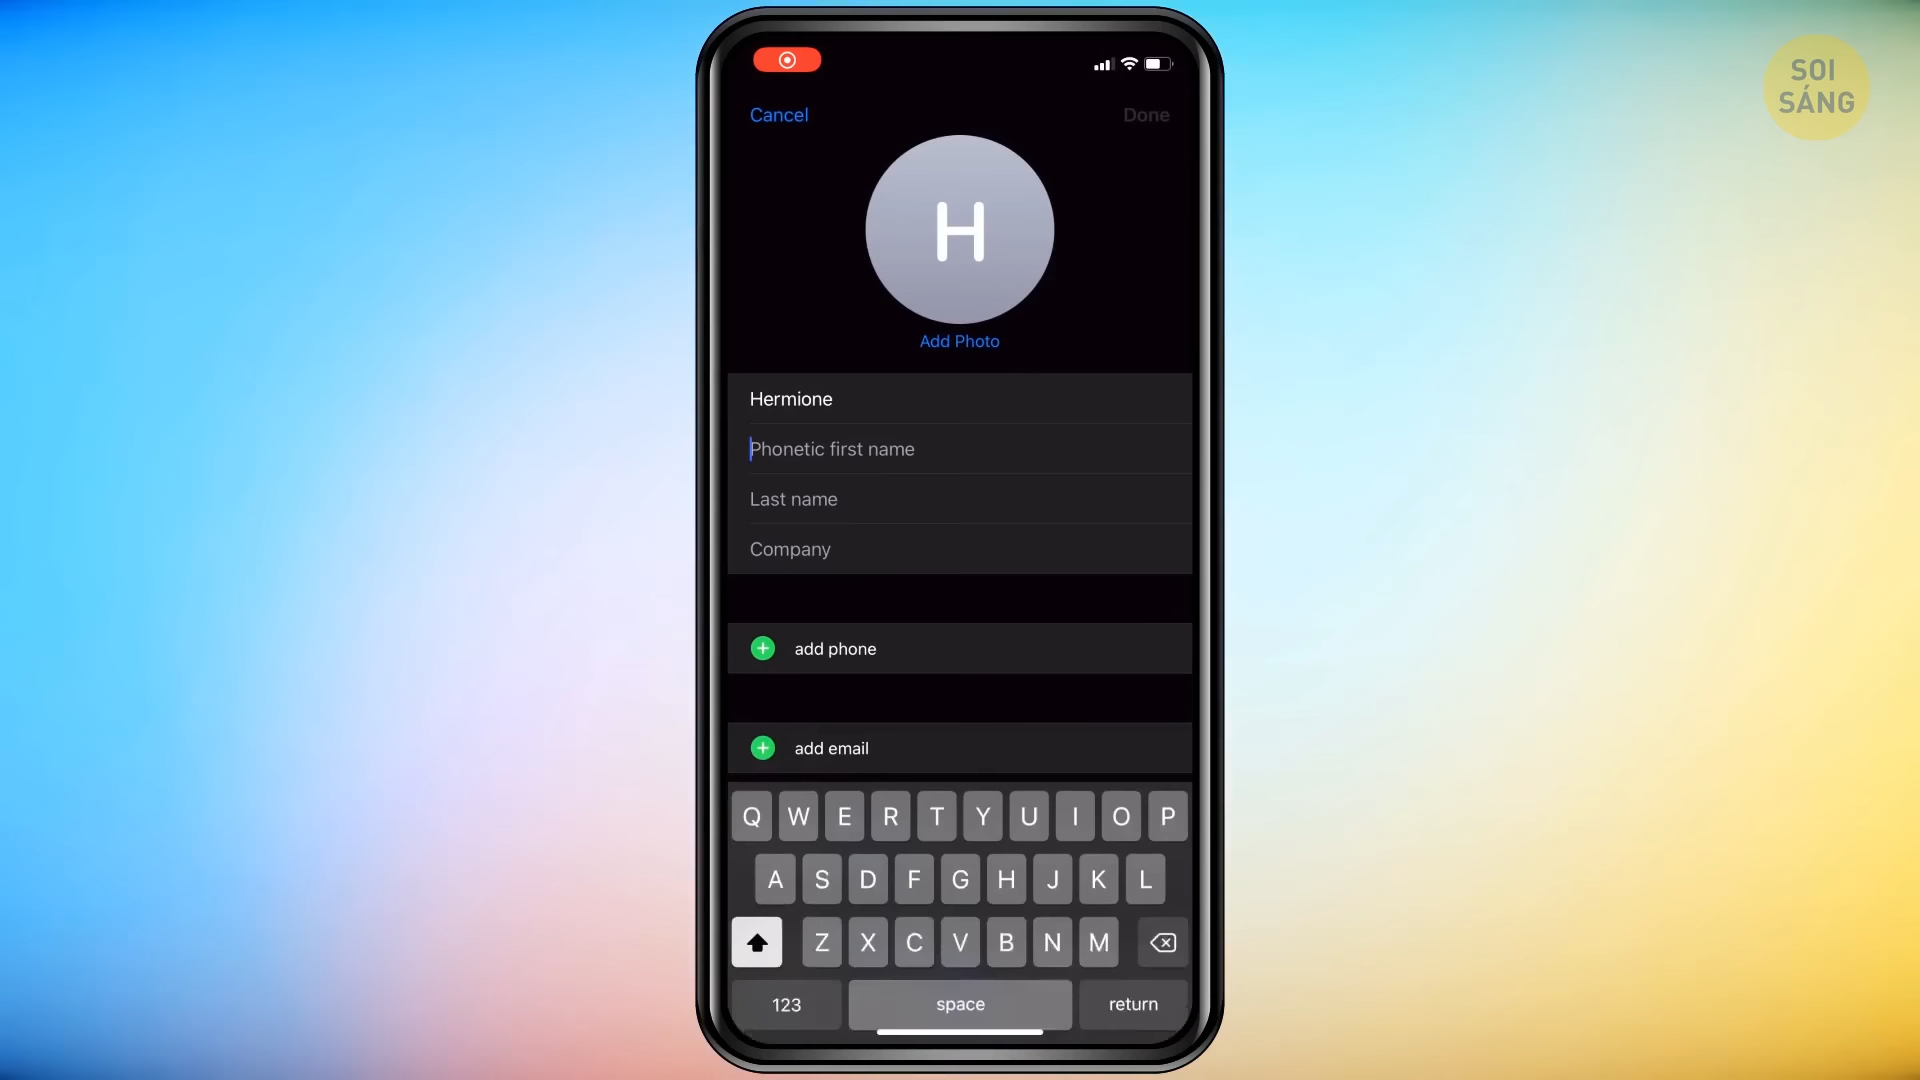 SOI
SÁNG
Cancel
Done
H
Add Photo
Hermione
Phonetic first name
Last name
Company
add phone
add email
Q W E R T Y U I O P
A S D F G H J K L
Z X C V B N M
123 space return